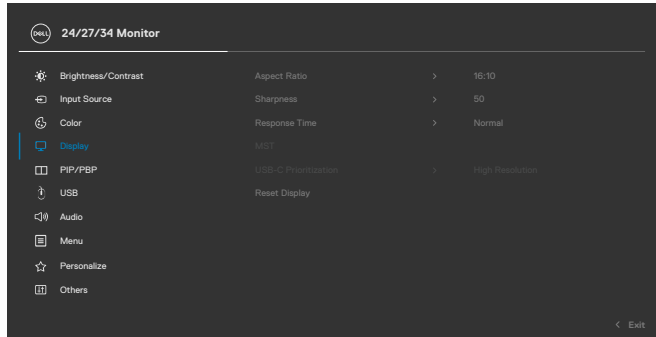 DELL 24/27/34 Monitor
Brightness/Contrast Aspect Ratio > 16:10
Input Source Sharpness > 50
Color Response Time > Normal
Display MST
PIP/PBP USB-C Prioritization > High Resolution
USB Reset Display
Audio
Menu
Personalize
Others
< Exit